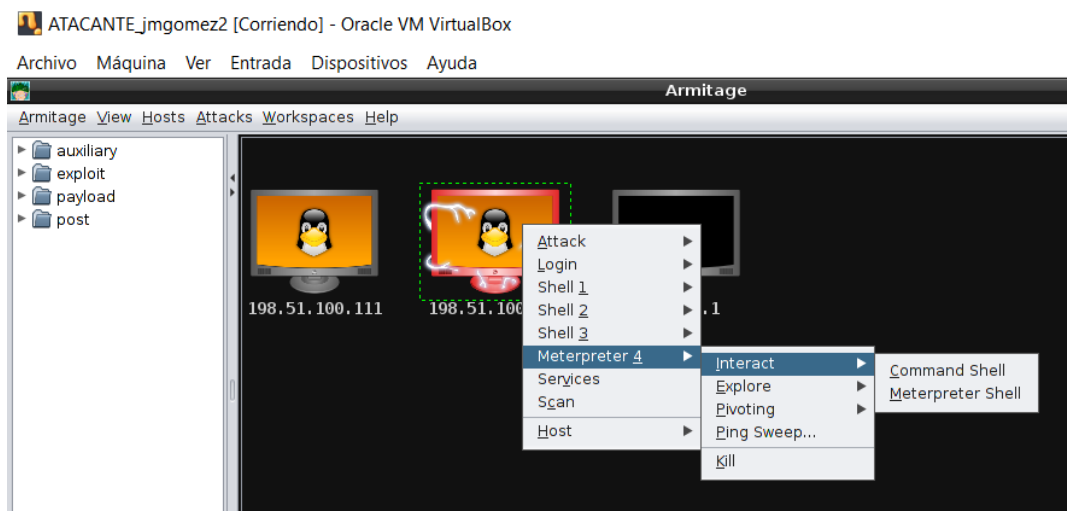 ATACANTE_jmgomez2 [Corriendo] - Oracle VM VirtualBox
Archivo Máquina Ver Entrada Dispositivos Ayuda
Armitage
Armitage View Hosts Attacks Workspaces Help
auxiliary
exploit
payload
post
198.51.100.111
198.51.100
.1
Attack
Login
Shell 1
Shell 2
Shell 3
Meterpreter 4
Services
Scan
Host
Interact
Explore
Pivoting
Ping Sweep...
Kill
Command Shell
Meterpreter Shell